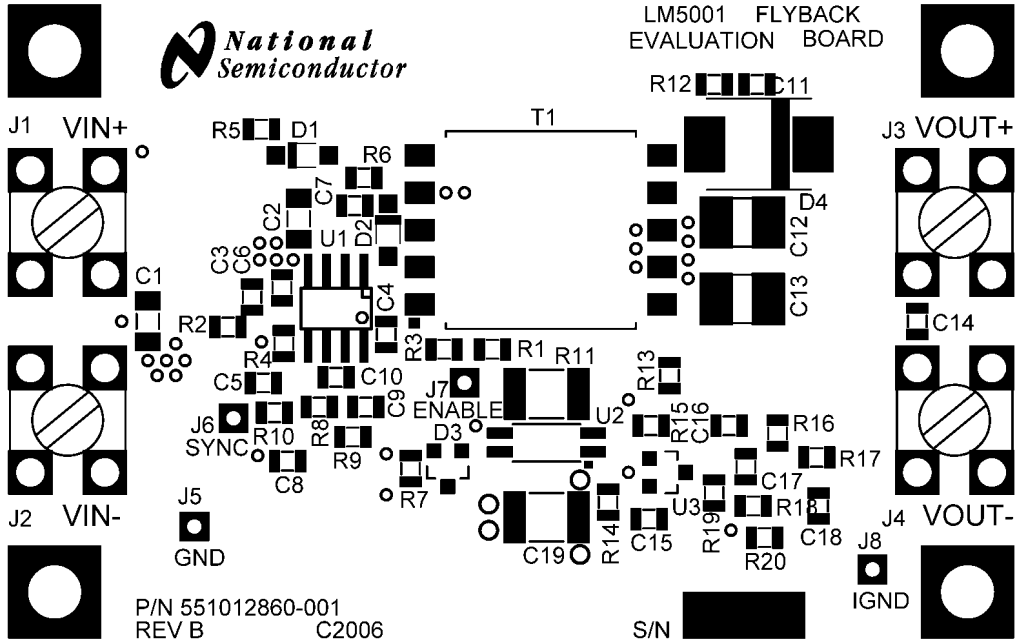 National
Semiconductor
LM5001 FLYBACK
EVALUATION BOARD
R12
C11
J1
VIN+
R5
D1
T1
J3
VOUT+
R6
C7
C2
D2
D4
C12
U1
C3
C6
C1
C4
C13
R2
R4
R3
R1
R11
R13
C14
C5
C10
J7
ENABLE
C9
U2
J6
SYNC
R10
R8
R9
D3
R15
C16
R16
R17
C8
R7
C17
J2
VIN-
J5
GND
R14
C19
C15
U3
R19
R18
C18
R20
J4
VOUT-
J8
IGND
P/N 551012860-001
REV B C2006
S/N